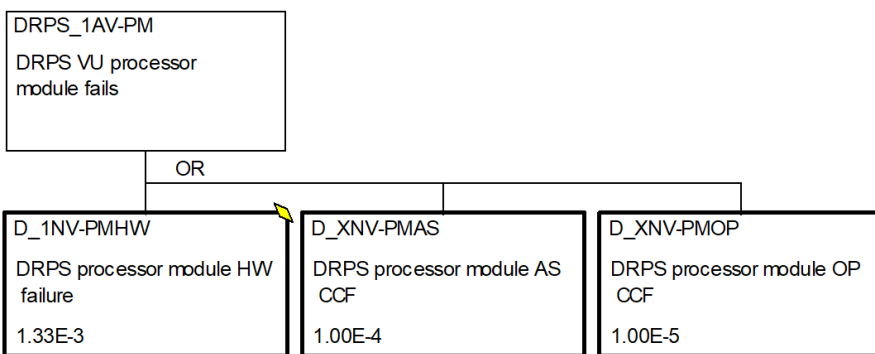 DRPS_1AV-PM
DRPS VU processor
module fails
OR
D_1NV-PMHW
DRPS processor module HW
failure
1.33E-3
D_XNV-PMAS
DRPS processor module AS
CCF
1.00E-4
D_XNV-PMOP
DRPS processor module OP
CCF
1.00E-5